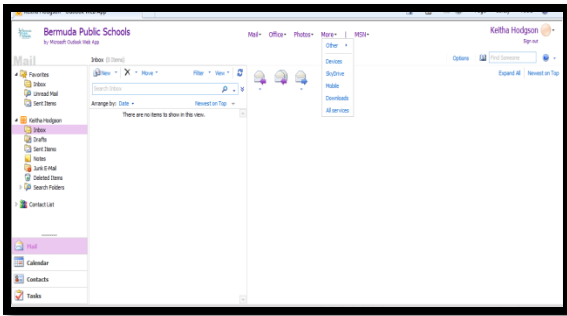 Keitha Hodgson - Outlook Web App
Bermuda Public Schools
by Microsoft Outlook Web App
Mail▾ Office▾ Photos▾ More▾ | MSN▾
Keitha Hodgson
Sign out
Other
Devices
SkyDrive
Mobile
Downloads
All services
Options
Find Someone
Mail
Inbox (0 Items)
Favorites
Inbox
Unread Mail
Sent Items
New Move Filter View
Search Inbox
Arrange by: Date Newest on Top
There are no items to show in this view.
Expand All Newest on Top
Keitha Hodgson
Inbox
Drafts
Sent Items
Notes
Junk E-Mail
Deleted Items
Search Folders
Contact List
Mail
Calendar
Contacts
Tasks